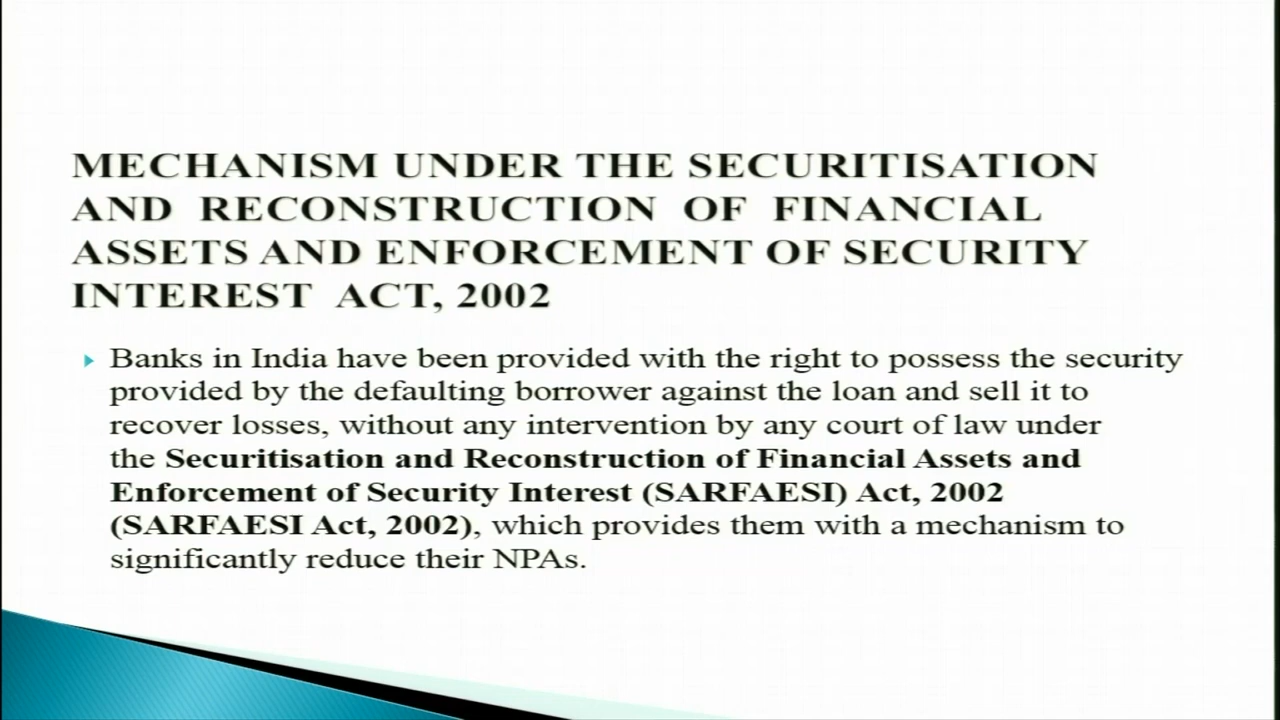 MECHANISM UNDER THE SECURITISATION
AND RECONSTRUCTION OF FINANCIAL
ASSETS AND ENFORCEMENT OF SECURITY
INTEREST ACT, 2002
Banks in India have been provided with the right to possess the security
provided by the defaulting borrower against the loan and sell it to
recover losses, without any intervention by any court of law under
the Securitisation and Reconstruction of Financial Assets and
Enforcement of Security Interest (SARFAESI) Act, 2002
(SARFAESI Act, 2002), which provides them with a mechanism to
significantly reduce their NPAs.